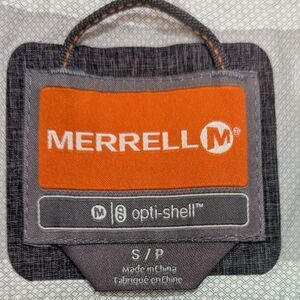 MERRELL M®
M opti-shell™
S / P
Made in China
Fabriqué en Chine